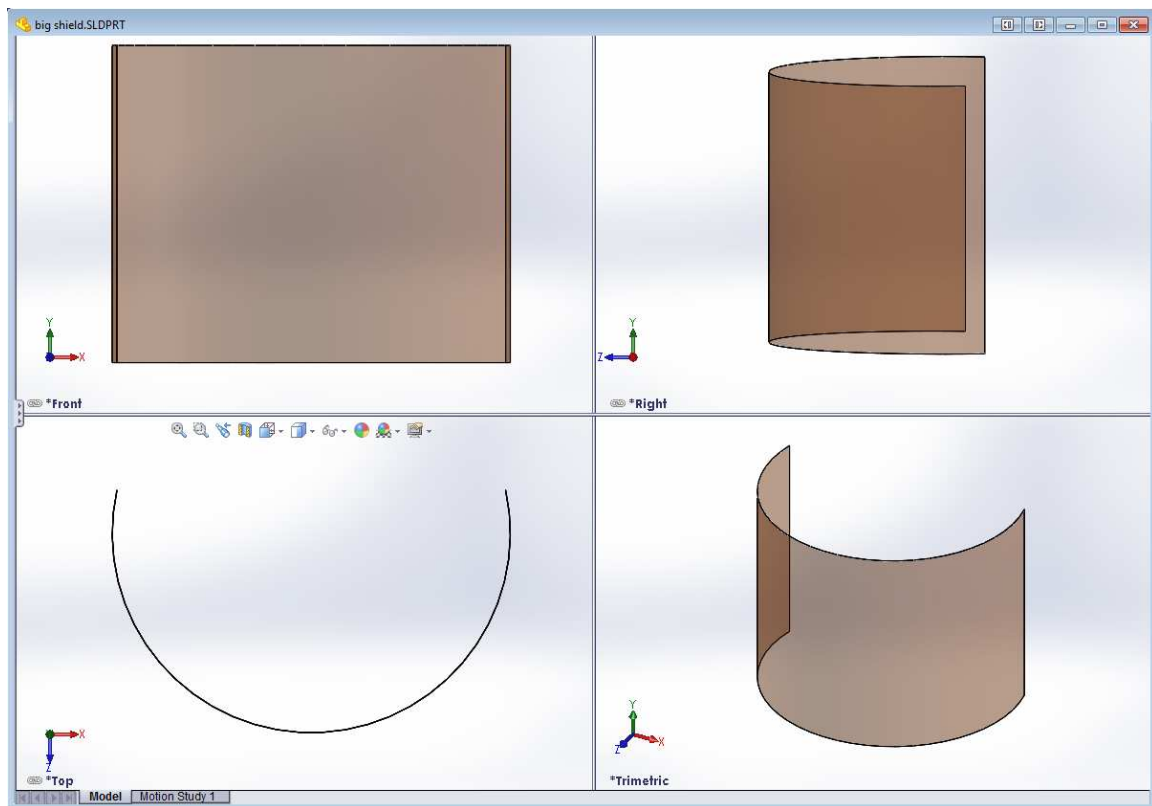 big shield.SLDPRT
Y
X
*Front
Y
Z
*Right
X
Z
*Top
Y
X
Z
*Trimetric
Model Motion Study 1